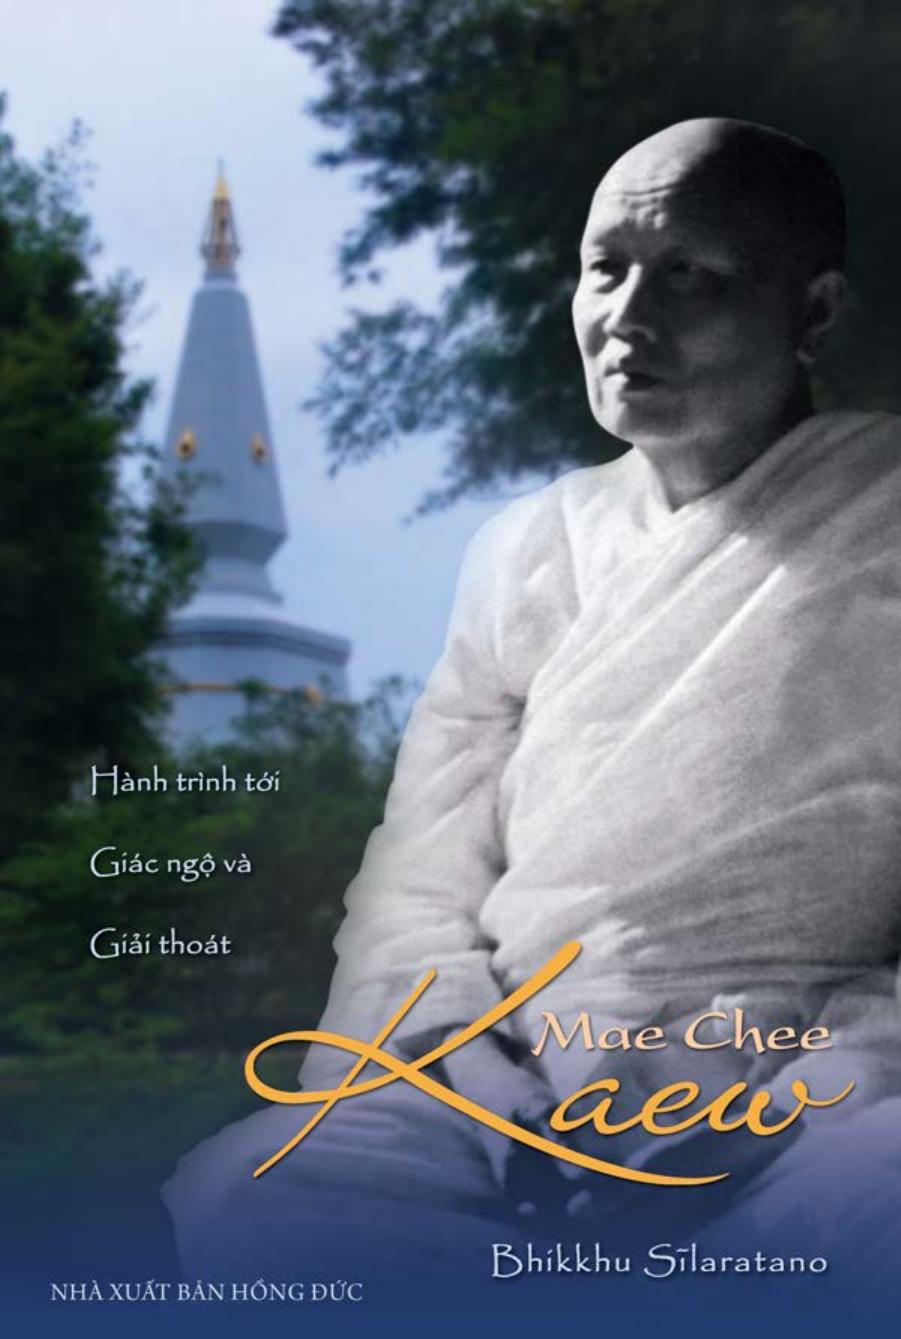 Hành trình tới
Giác ngộ và
Giải thoát
Mae Chee
Kaew
Bhikkhu Sīlaratano
NHÀ XUẤT BẢN HỒNG ĐỨC